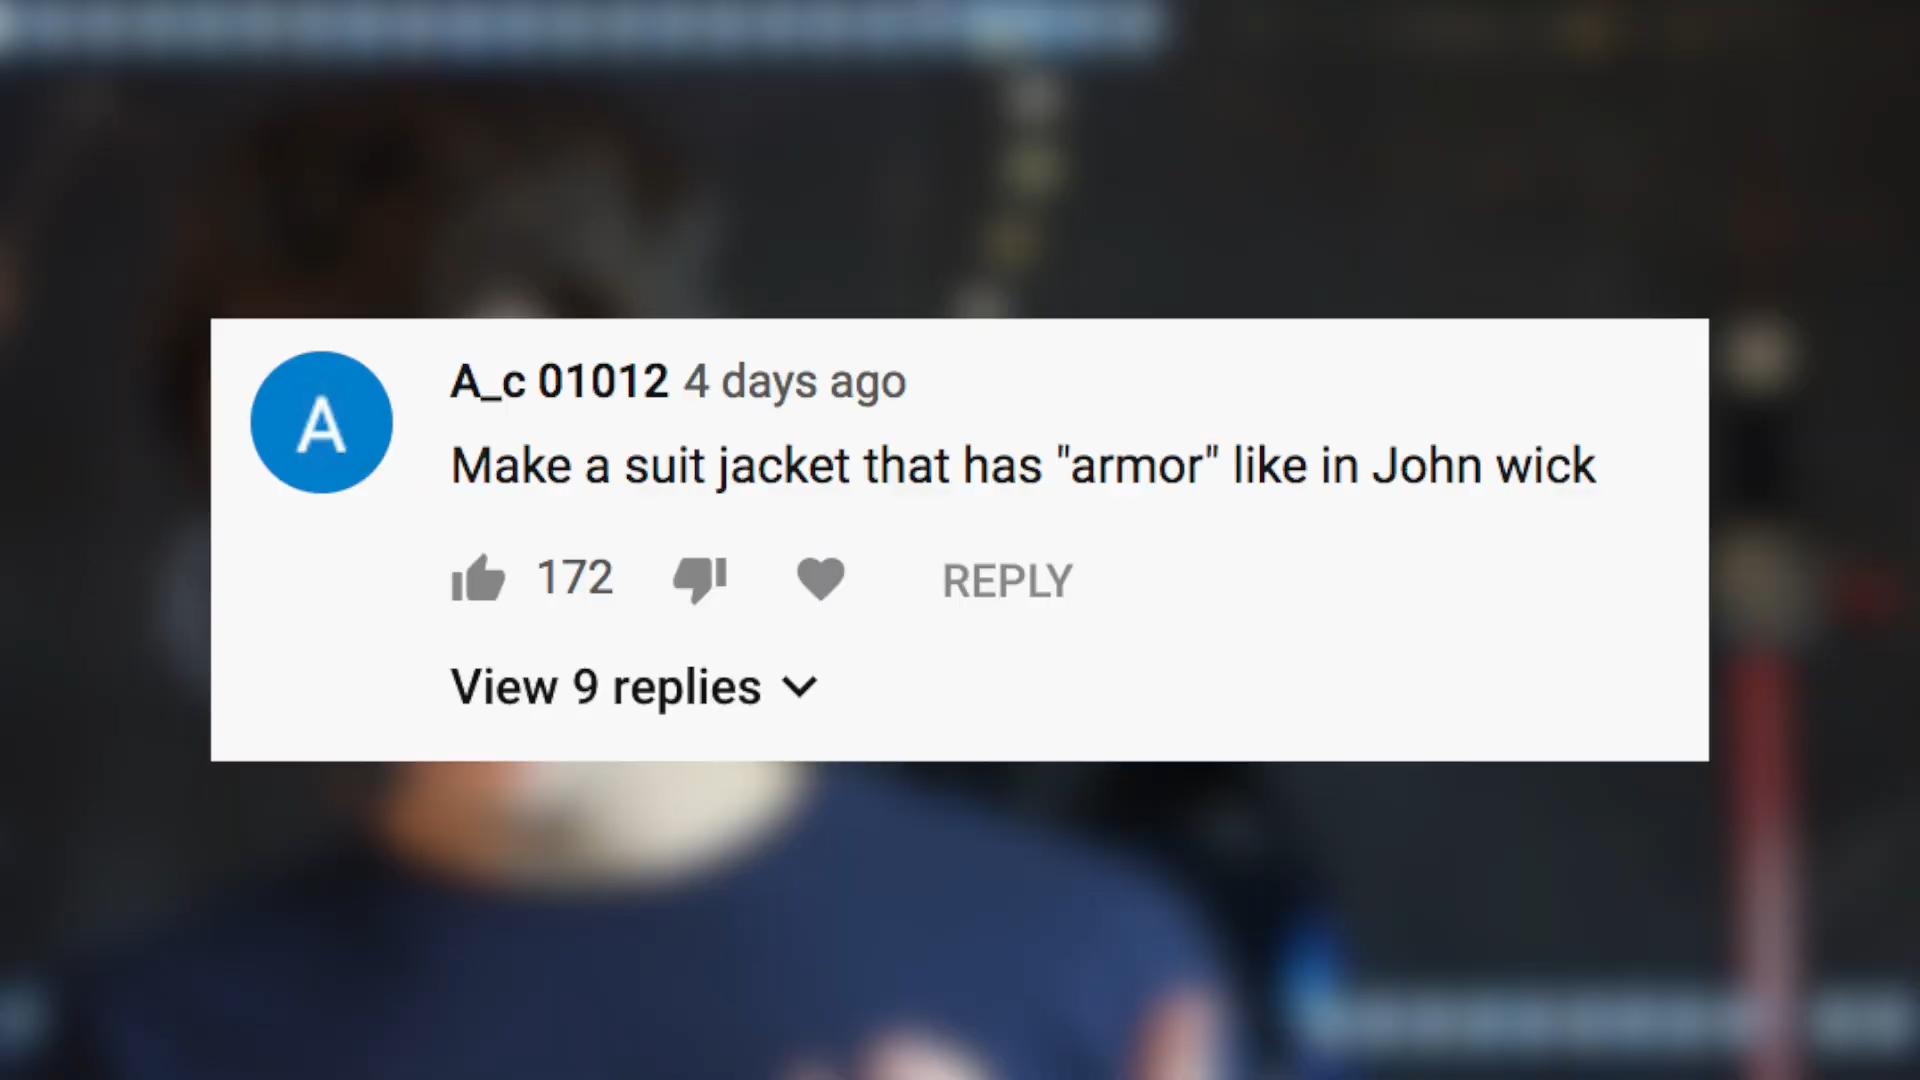 A
A_c 01012 4 days ago
Make a suit jacket that has "armor" like in John wick
172 REPLY
View 9 replies